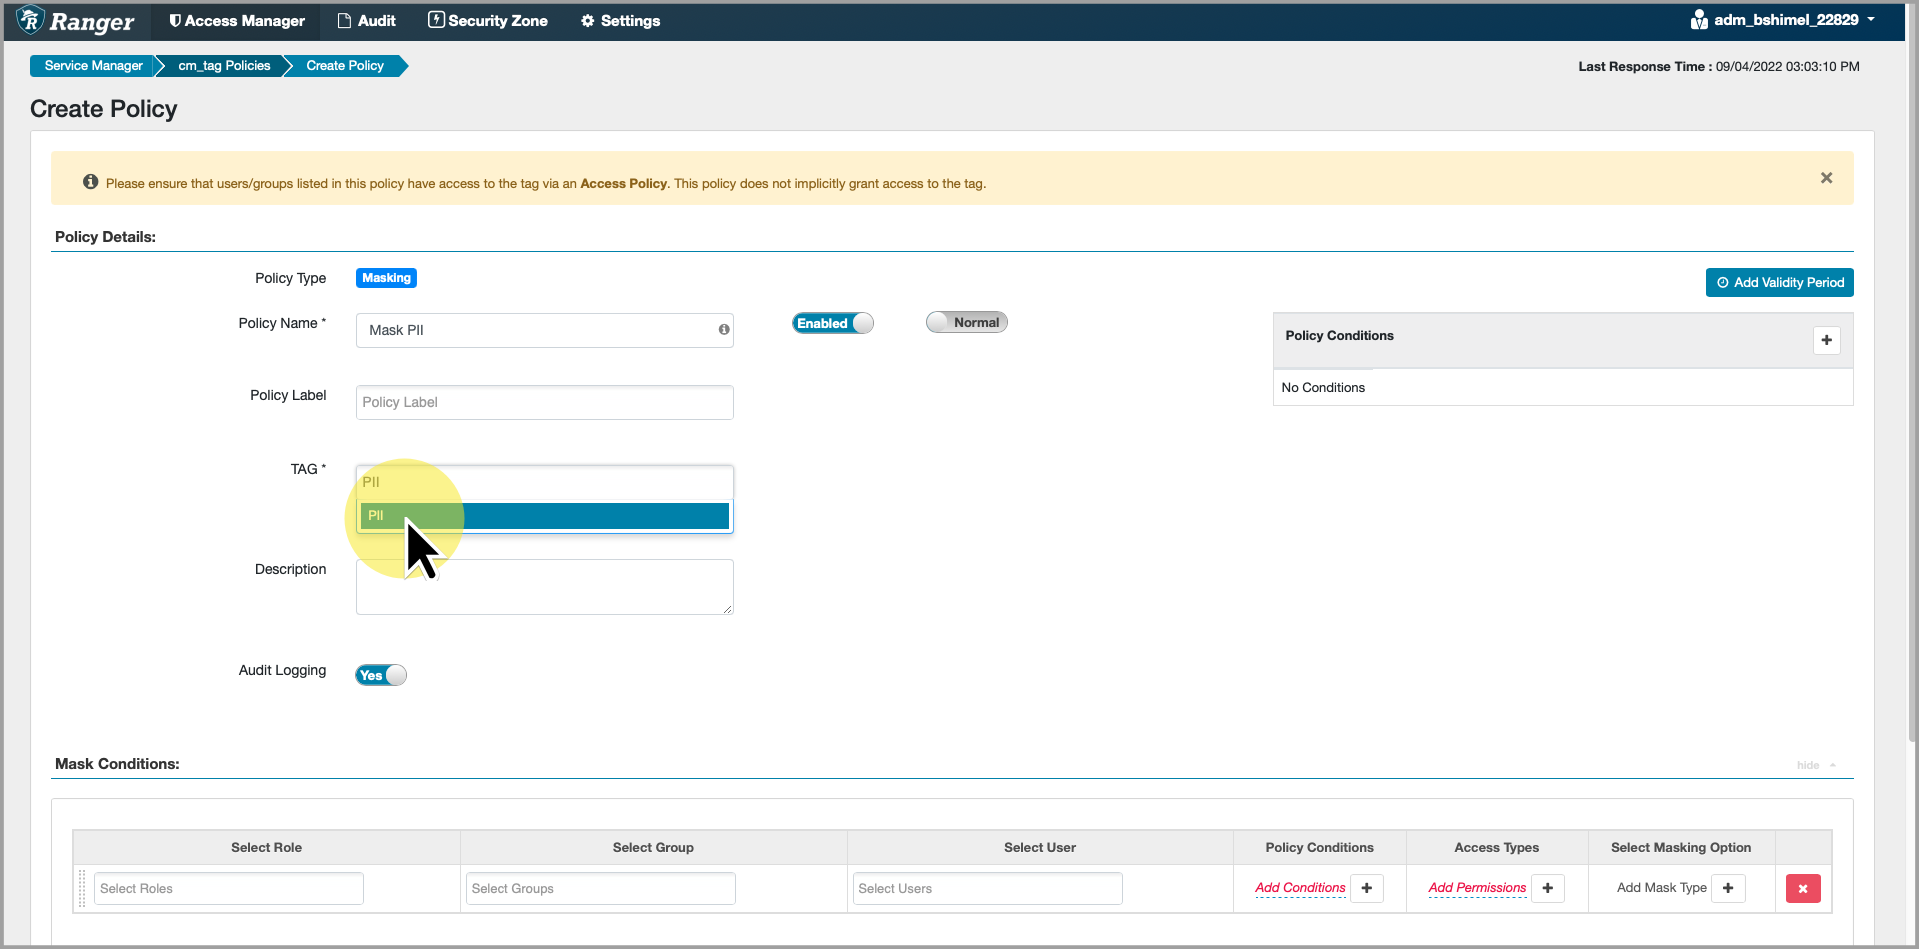 Ranger Access Manager Audit Security Zone Settings adm_bshimel_22829
Service Manager cm_tag Policies Create Policy Last Response Time : 09/04/2022 03:03:10 PM
Create Policy
Please ensure that users/groups listed in this policy have access to the tag via an Access Policy. This policy does not implicitly grant access to the tag.
Policy Details:
Policy Type Masking Add Validity Period
Policy Name * Mask PII Enabled Normal
Policy Conditions
No Conditions
Policy Label Policy Label
TAG * PII
PII
Description
Audit Logging Yes
Mask Conditions: hide
Select Role Select Group Select User Policy Conditions Access Types Select Masking Option
Select Roles Select Groups Select Users Add Conditions + Add Permissions + Add Mask Type +